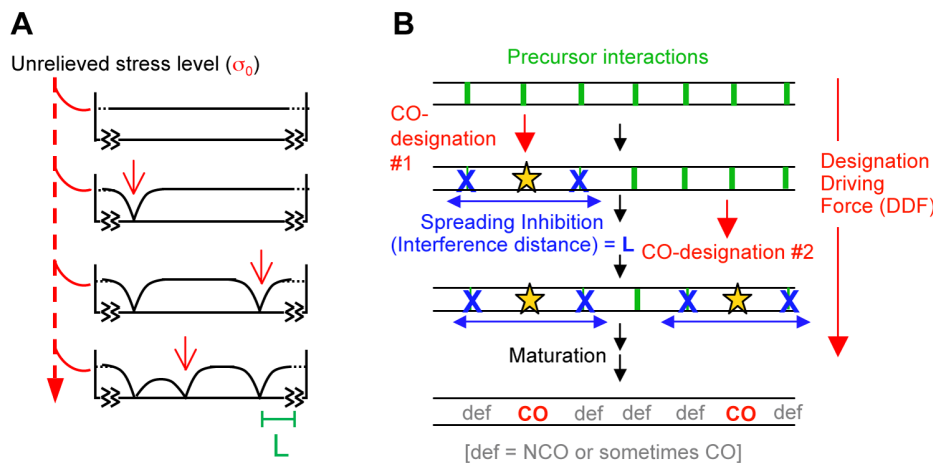 A
Unrelieved stress level (σ0)
L
B
Precursor interactions
CO-
designation
#1
Designation
Driving
Force (DDF)
X
X
Spreading Inhibition
(Interference distance) = L
CO-designation #2
X
X
X
X
Maturation
def CO def def def CO def
[def = NCO or sometimes CO]